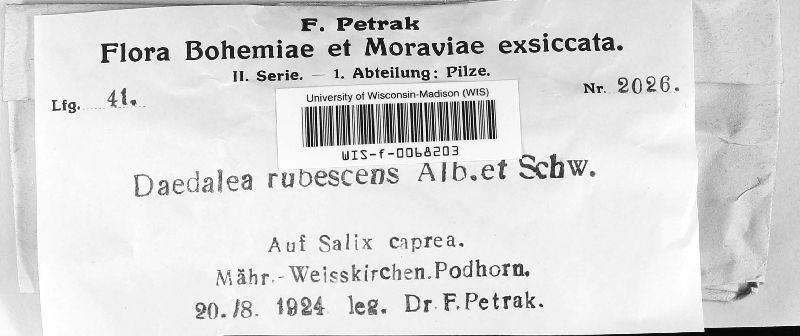 F. Petrak
Flora Bohemiae et Moraviae exsiccata.
II. Serie. — 1. Abteilung: Pilze.
Lfg. 41.
Nr. 2026.
University of Wisconsin-Madison (WIS)
WIS-f-0068203
Daedalea rubescens Alb.et Schw.
Auf Salix caprea.
Mähr.-Weisskirchen.Podhorn.
20./8. 1924 leg. Dr.F.Petrak.